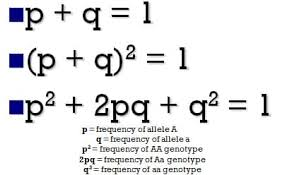 p + q = 1
(p + q)² = 1
p² + 2pq + q² = 1
p = frequency of allele A
q = frequency of allele a
p² = frequency of AA genotype
2pq = frequency of Aa genotype
q² = frequency of aa genotype